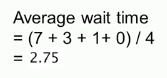 Average wait time
= (7 + 3 + 1+ 0) / 4
= 2.75